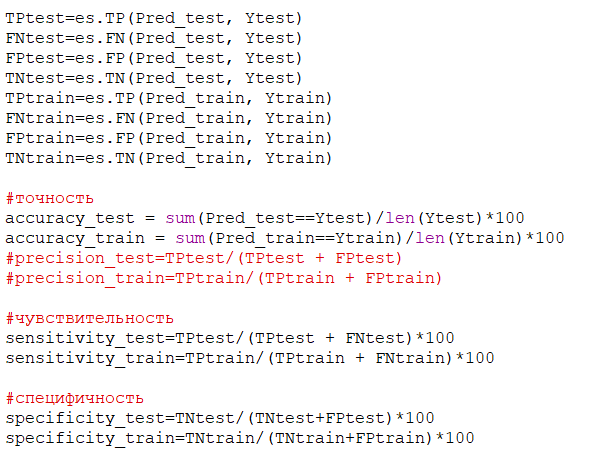 TPtest=es.TP(Pred_test, Ytest)
FNtest=es.FN(Pred_test, Ytest)
FPtest=es.FP(Pred_test, Ytest)
TNtest=es.TN(Pred_test, Ytest)
TPtrain=es.TP(Pred_train, Ytrain)
FNtrain=es.FN(Pred_train, Ytrain)
FPtrain=es.FP(Pred_train, Ytrain)
TNtrain=es.TN(Pred_train, Ytrain)
#точность
accuracy_test = sum(Pred_test==Ytest)/len(Ytest)*100
accuracy_train = sum(Pred_train==Ytrain)/len(Ytrain)*100
#precision_test=TPtest/(TPtest + FPtest)
#precision_train=TPtrain/(TPtrain + FPtrain)
#чувствительность
sensitivity_test=TPtest/(TPtest + FNtest)*100
sensitivity_train=TPtrain/(TPtrain + FNtrain)*100
#специфичность
specificity_test=TNtest/(TNtest+FPtest)*100
specificity_train=TNtrain/(TNtrain+FPtrain)*100